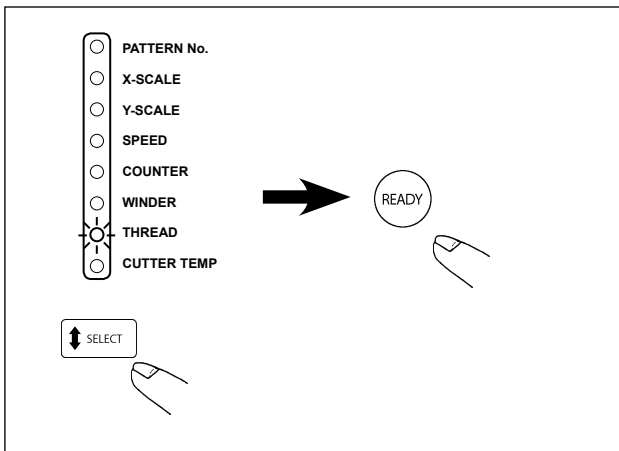 PATTERN No.
X-SCALE
Y-SCALE
SPEED
COUNTER
WINDER
THREAD
CUTTER TEMP
READY
SELECT